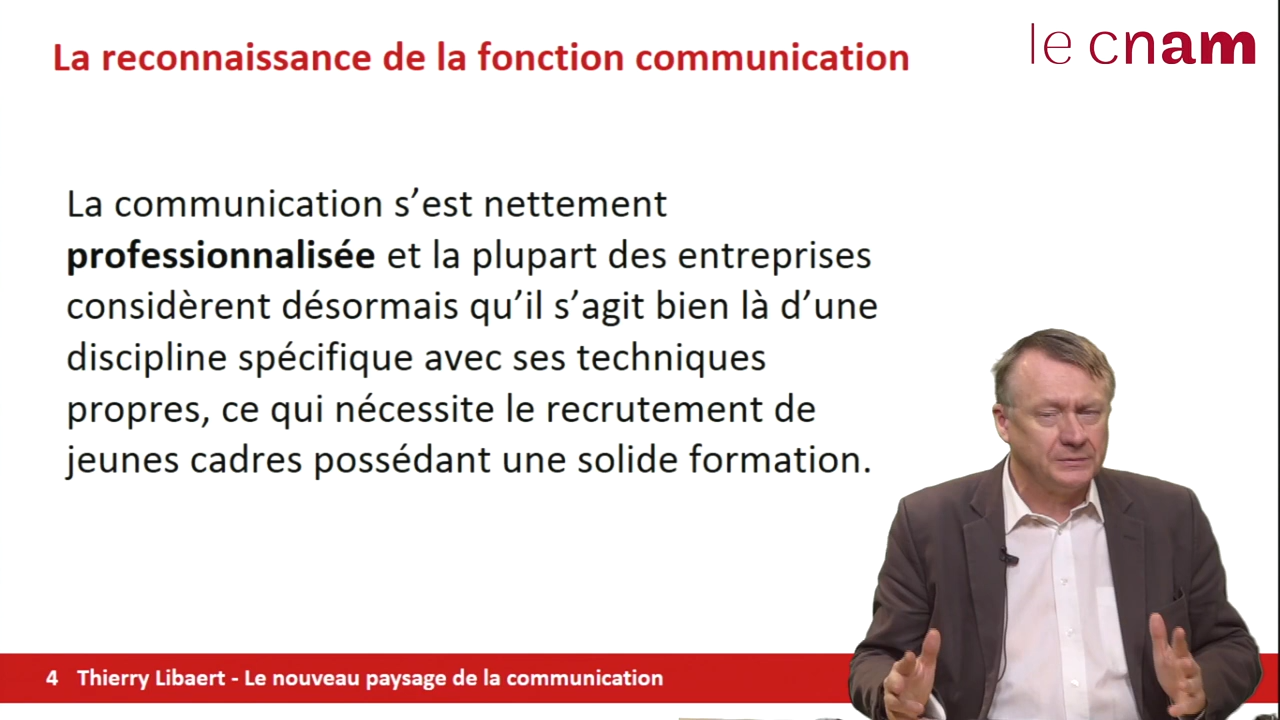 La reconnaissance de la fonction communication
le cnam
La communication s’est nettement
professionnalisée et la plupart des entreprises
considèrent désormais qu’il s’agit bien là d’une
discipline spécifique avec ses techniques
propres, ce qui nécessite le recrutement de
jeunes cadres possédant une solide formation.
4 Thierry Libaert - Le nouveau paysage de la communication